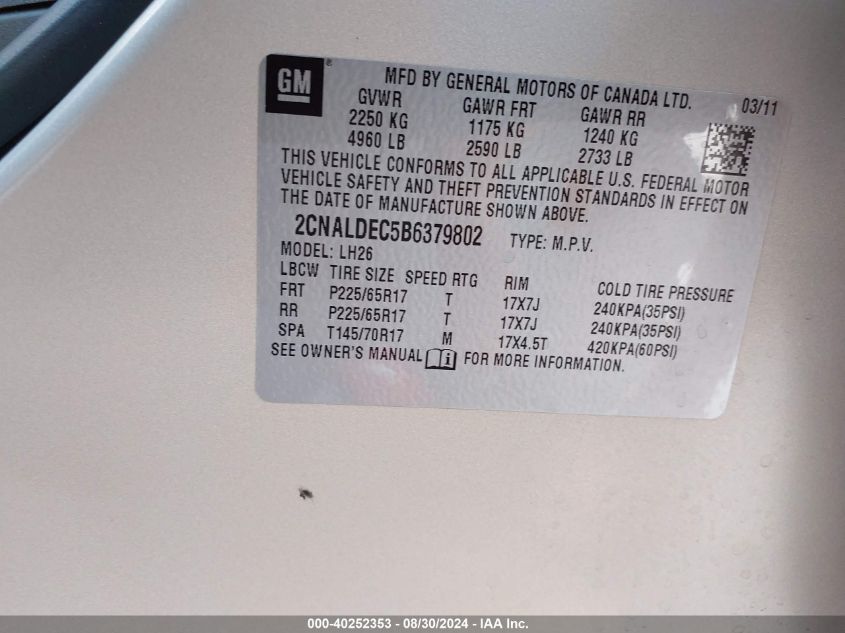 GM ® MFD BY GENERAL MOTORS OF CANADA LTD. 03/11
GVWR GAWR FRT GAWR RR
2250 KG 1175 KG 1240 KG
4960 LB 2590 LB 2733 LB
THIS VEHICLE CONFORMS TO ALL APPLICABLE U.S. FEDERAL MOTOR
VEHICLE SAFETY AND THEFT PREVENTION STANDARDS IN EFFECT ON
THE DATE OF MANUFACTURE SHOWN ABOVE.
2CNALDEC5B6379802 TYPE: M.P.V.
MODEL: LH26
LBCW TIRE SIZE SPEED RTG RIM COLD TIRE PRESSURE
FRT P225/65R17 T 17X7J 240KPA(35PSI)
RR P225/65R17 T 17X7J 240KPA(35PSI)
SPA T145/70R17 M 17X4.5T 420KPA(60PSI)
SEE OWNER'S MANUAL i FOR MORE INFORMATION.
000-40252353 - 08/30/2024 - IAA Inc.